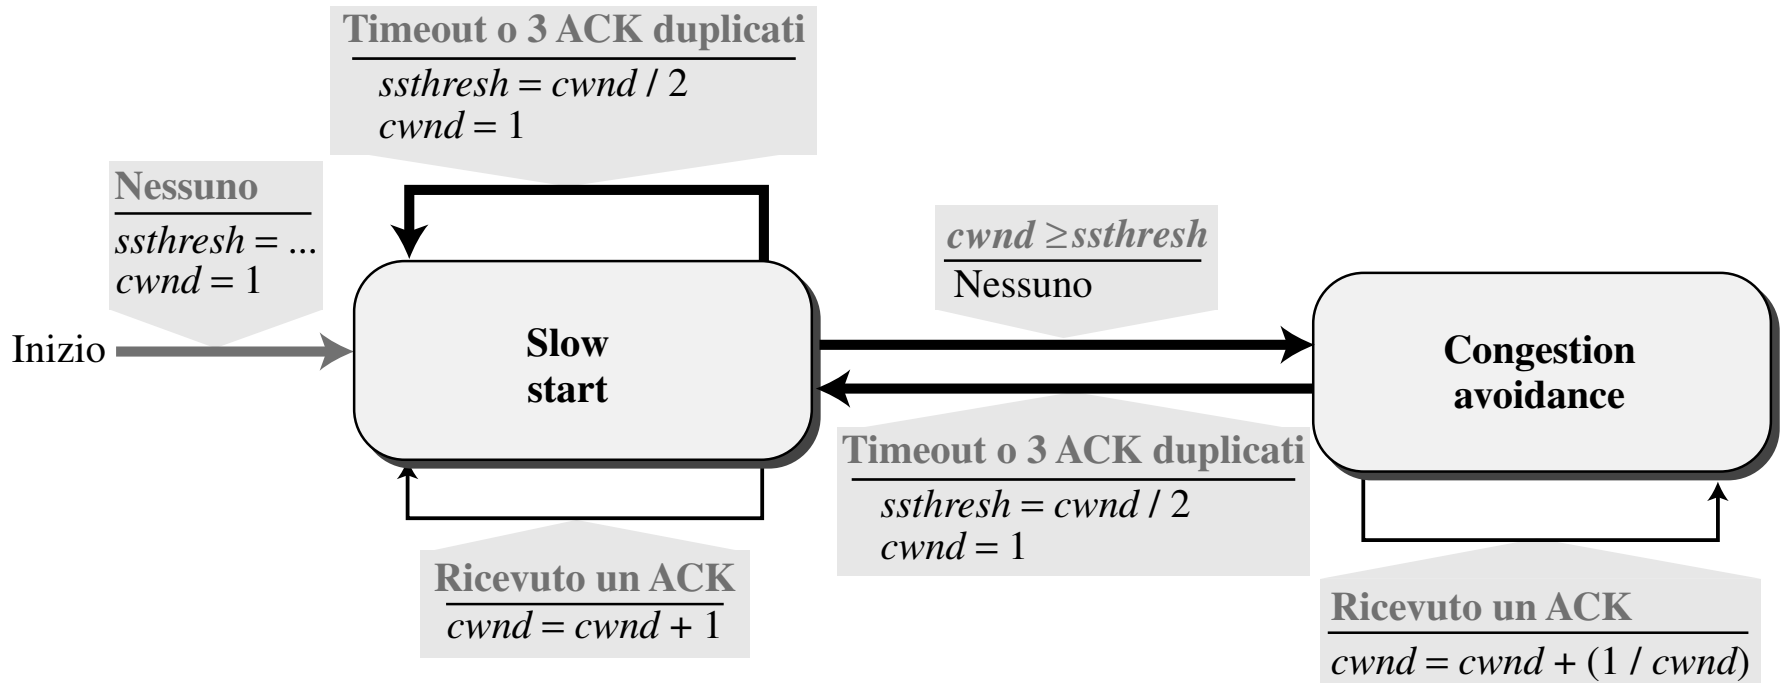 Timeout o 3 ACK duplicati
ssthresh = cwnd / 2
cwnd = 1
Nessuno
ssthresh = ...
cwnd = 1
Inizio
Slow
start
cwnd ≥ssthresh
Nessuno
Congestion
avoidance
Timeout o 3 ACK duplicati
ssthresh = cwnd / 2
cwnd = 1
Ricevuto un ACK
cwnd = cwnd + 1
Ricevuto un ACK
cwnd = cwnd + (1 / cwnd)